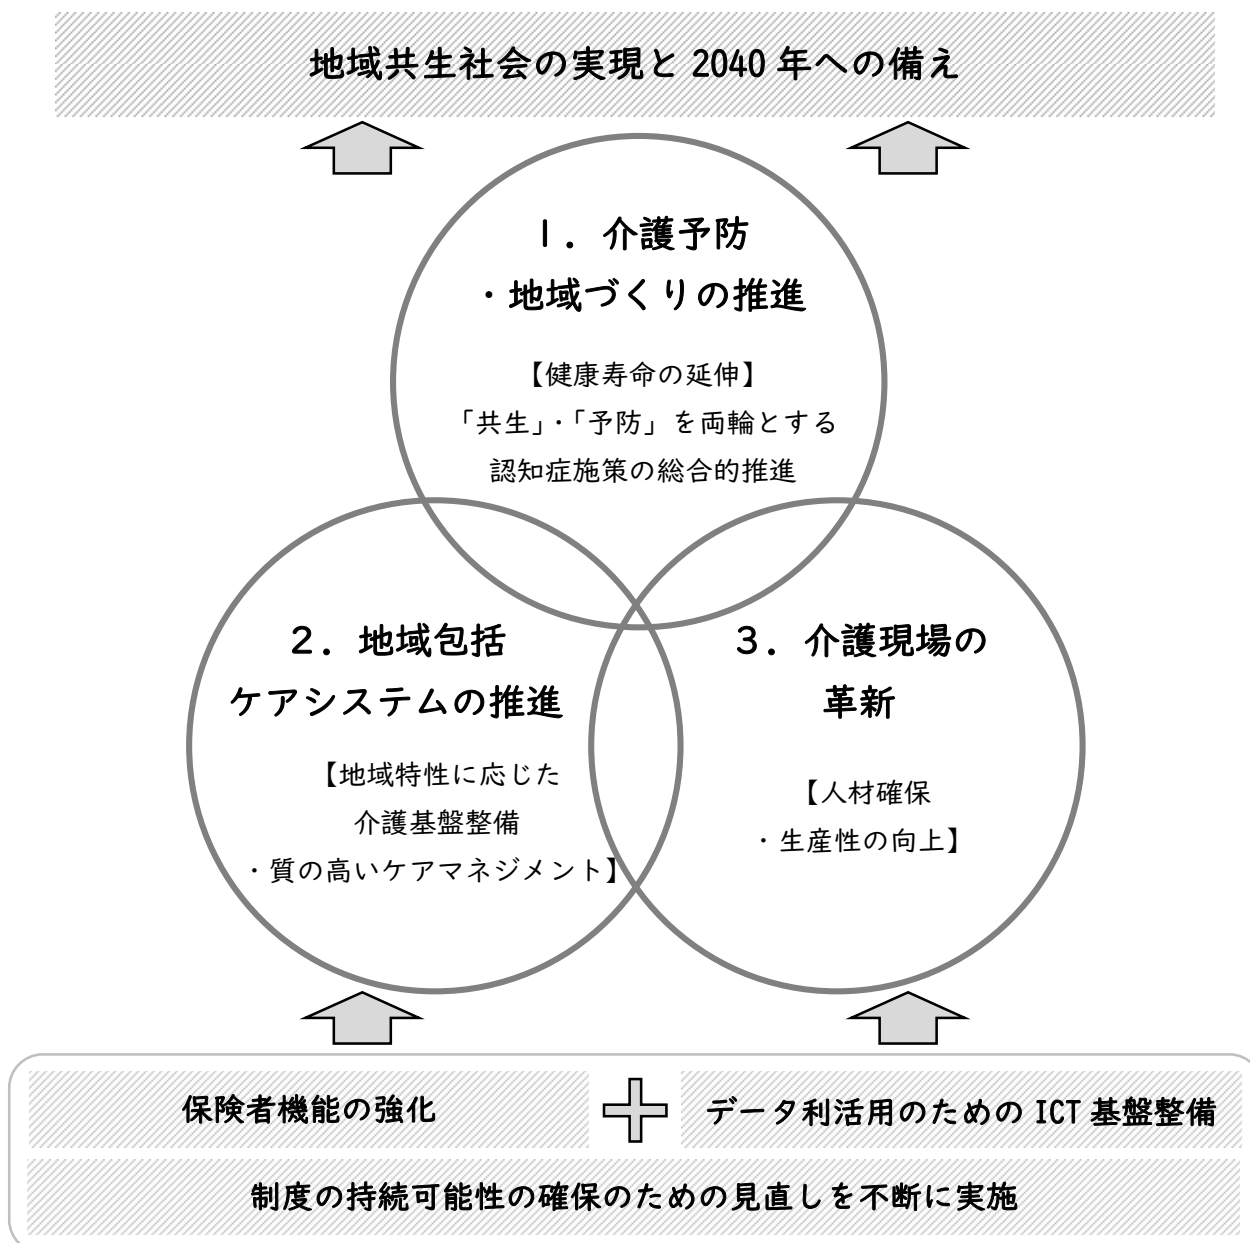 地域共生社会の実現と 2040 年への備え
1．介護予防
・地域づくりの推進
【健康寿命の延伸】
「共生」・「予防」を両輪とする
認知症施策の総合的推進
2．地域包括
ケアシステムの推進
【地域特性に応じた
介護基盤整備
・質の高いケアマネジメント】
3．介護現場の
革新
【人材確保
・生産性の向上】
保険者機能の強化
データ利活用のための ICT 基盤整備
制度の持続可能性の確保のための見直しを不断に実施